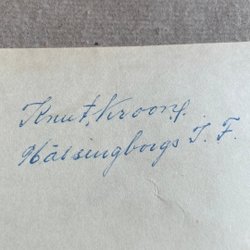 Knut Kroon.
Hälsingborgs I. F.